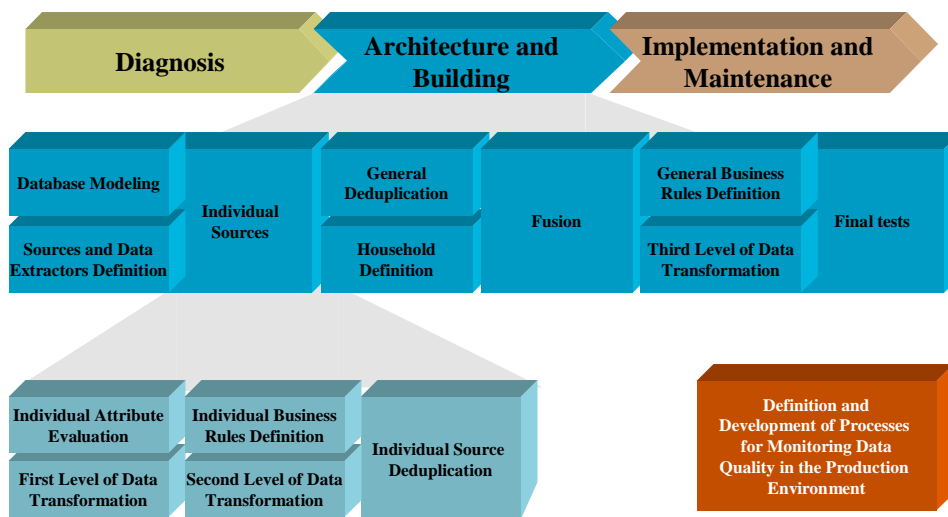 Diagnosis
Architecture and
Building
Implementation and
Maintenance
Database Modeling
Sources and Data
Extractors Definition
Individual
Sources
General
Deduplication
Household
Definition
Fusion
General Business
Rules Definition
Third Level of Data
Transformation
Final tests
Individual Attribute
Evaluation
First Level of Data
Transformation
Individual Business
Rules Definition
Second Level of Data
Transformation
Individual Source
Deduplication
Definition and
Development of Processes
for Monitoring Data
Quality in the Production
Environment